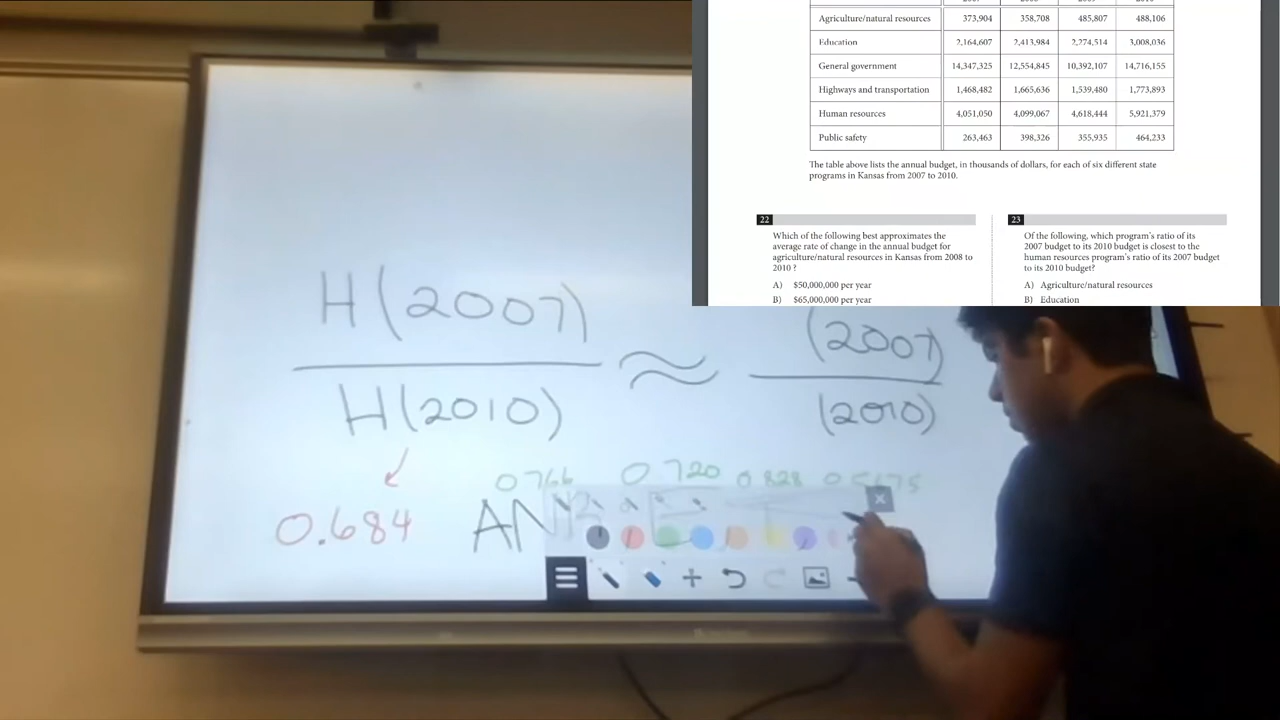 Agriculture/natural resources 373,904 358,708 485,807 488,106
Education 2,164,607 2,413,984 2,274,514 3,008,036
General government 14,347,325 12,554,845 10,392,107 14,716,155
Highways and transportation 1,468,482 1,665,636 1,539,480 1,773,893
Human resources 4,051,050 4,099,067 4,618,444 5,921,379
Public safety 263,463 398,326 355,935 464,233
The table above lists the annual budget, in thousands of dollars, for each of six different state
programs in Kansas from 2007 to 2010.
22
Which of the following best approximates the
average rate of change in the annual budget for
agriculture/natural resources in Kansas from 2008 to
2010 ?
A) $50,000,000 per year
B) $65,000,000 per year
23
Of the following, which program's ratio of its
2007 budget to its 2010 budget is closest to the
human resources program's ratio of its 2007 budget
to its 2010 budget?
A) Agriculture/natural resources
B) Education
H(2007) ≈ (2007)
H(2010) (2010)
0.766 0.720 0.828
0.684 AN